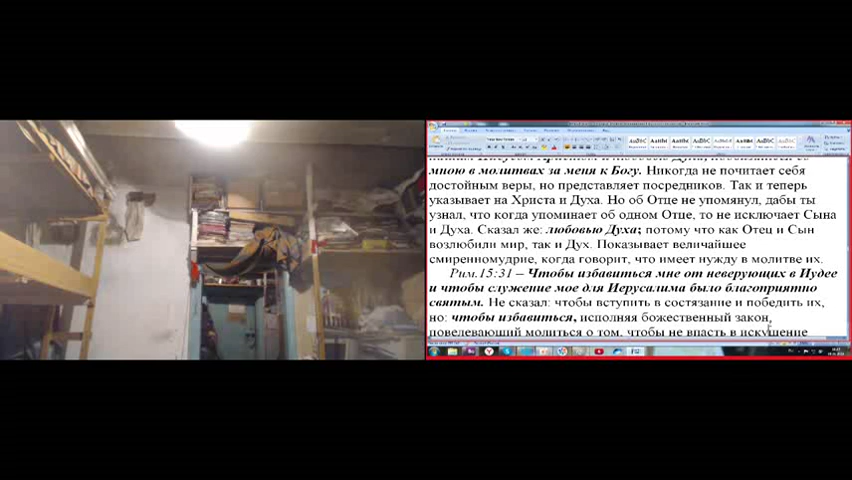 мною в молитвах за меня к Богу. Никогда не почитает себя
достойным веры, но представляет посредников. Так и теперь
указывает на Христа и Духа. Но об Отце не упомянул, дабы ты
узнал, что когда упоминает об одном Отце, то не исключает Сына
и Духа. Сказал же: любовью Духа; потому что как Отец и Сын
возлюбили мир, так и Дух. Показывает величайшее
смиренномудрие, когда говорит, что имеет нужду в молитве их.
Рим.15:31 – Чтобы избавиться мне от неверующих в Иудее
и чтобы служение мое для Иерусалима было благоприятно
святым. Не сказал: чтобы вступить в состязание и победить их,
но: чтобы избавиться, исполняя божественный закон,
повелевающий молиться о том, чтобы не впасть в искушение